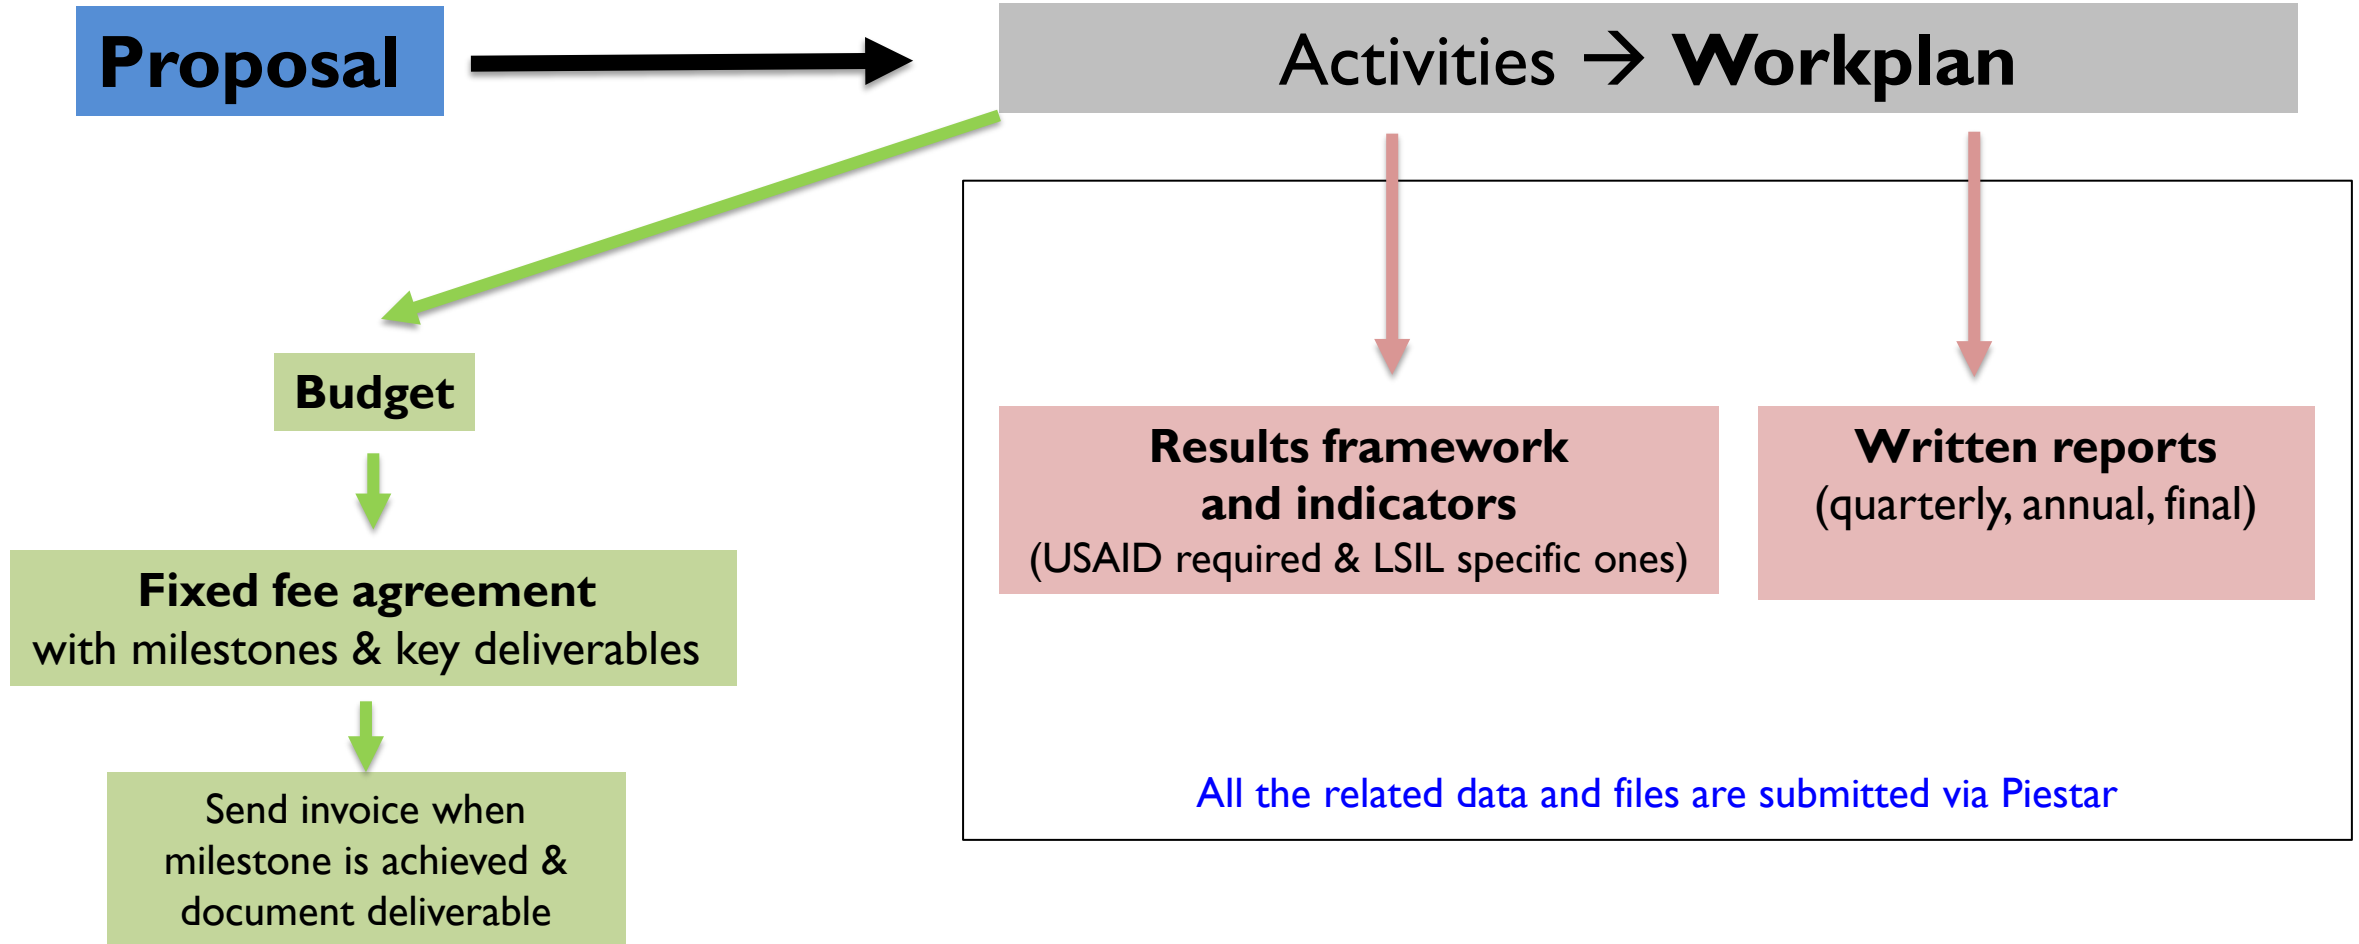 Proposal
Activities → Workplan
Budget
Results framework
and indicators
(USAID required & LSIL specific ones)
Written reports
(quarterly, annual, final)
Fixed fee agreement
with milestones & key deliverables
Send invoice when
milestone is achieved &
document deliverable
All the related data and files are submitted via Piestar